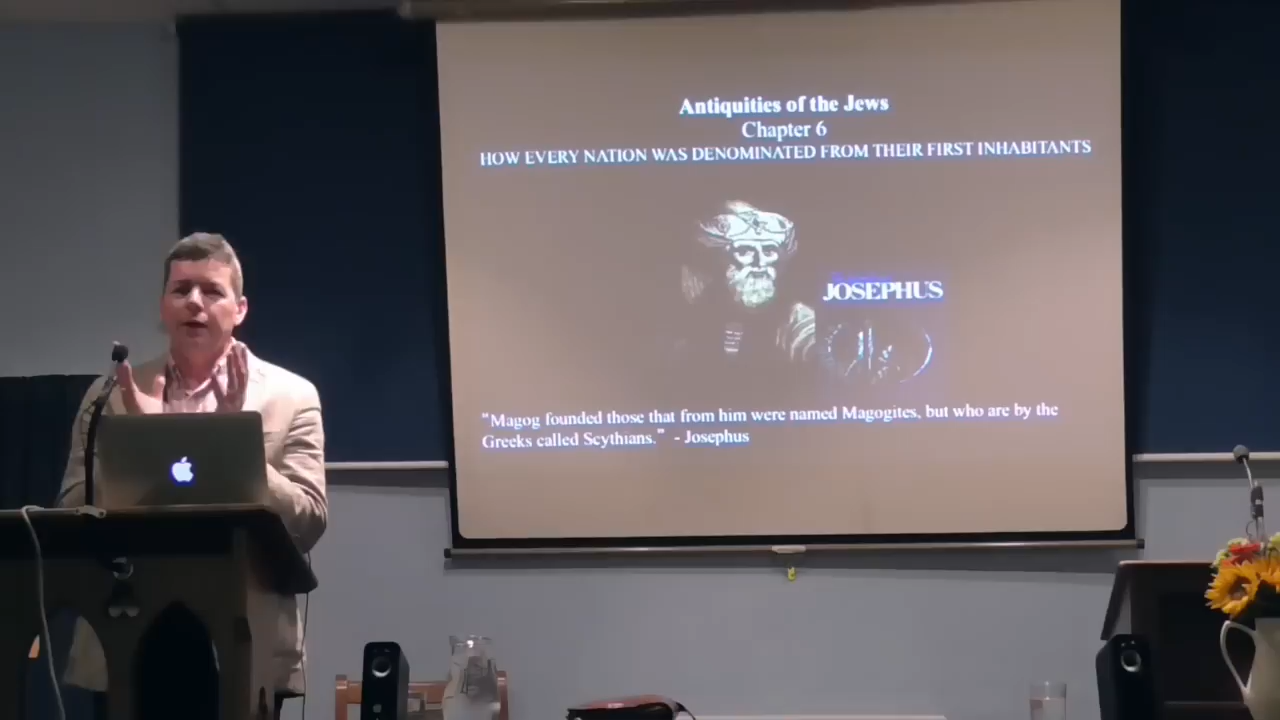 Antiquities of the Jews
Chapter 6
HOW EVERY NATION WAS DENOMINATED FROM THEIR FIRST INHABITANTS
JOSEPHUS
"Magog founded those that from him were named Magogites, but who are by the
Greeks called Scythians." - Josephus